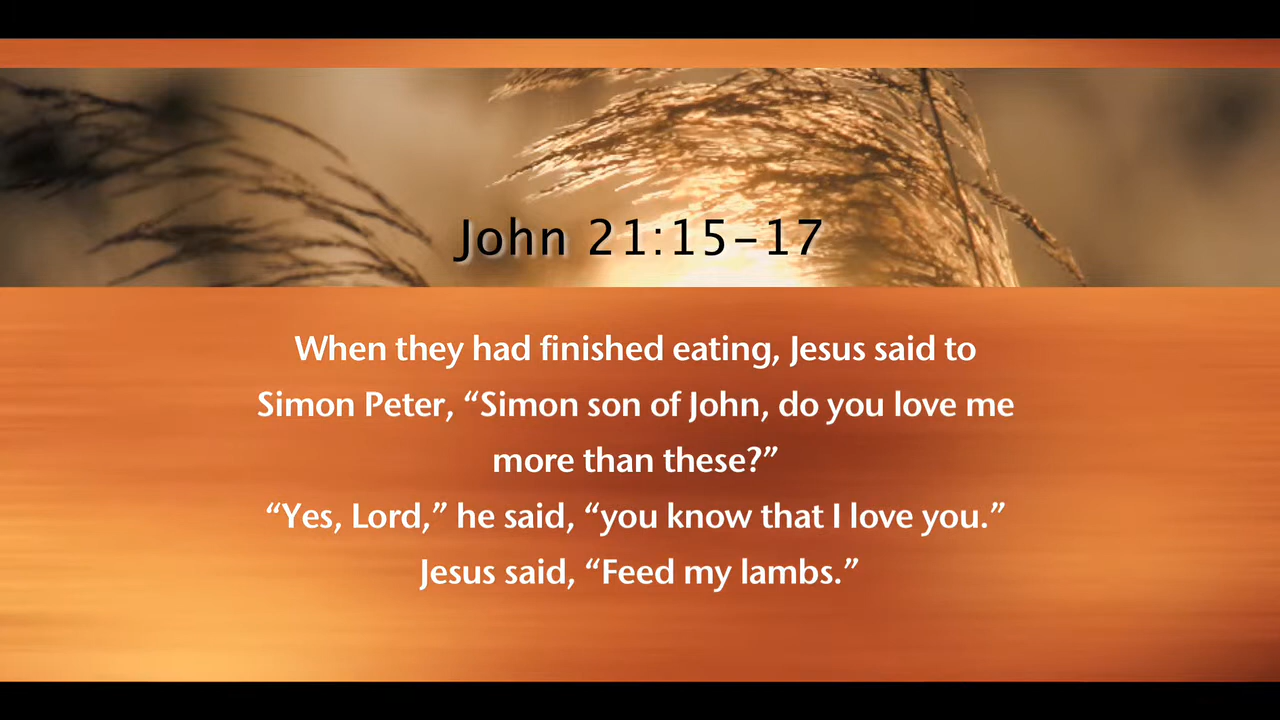 John 21:15-17
When they had finished eating, Jesus said to
Simon Peter, “Simon son of John, do you love me
more than these?”
“Yes, Lord,” he said, “you know that I love you.”
Jesus said, “Feed my lambs.”